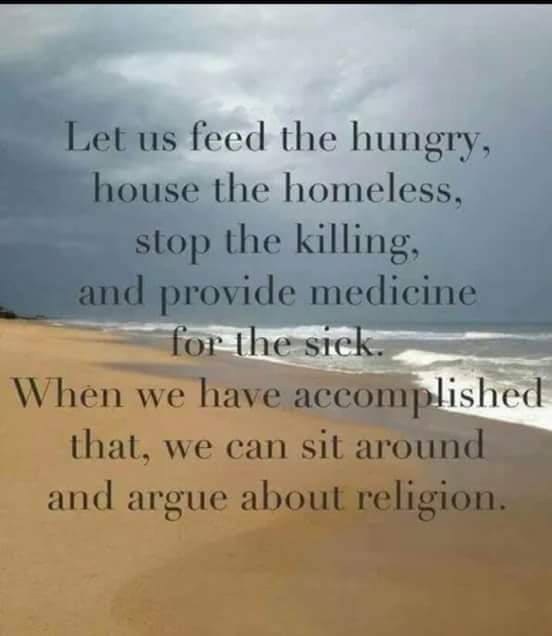 Let us feed the hungry,
house the homeless,
stop the killing,
and provide medicine
for the sick.
When we have accomplished
that, we can sit around
and argue about religion.